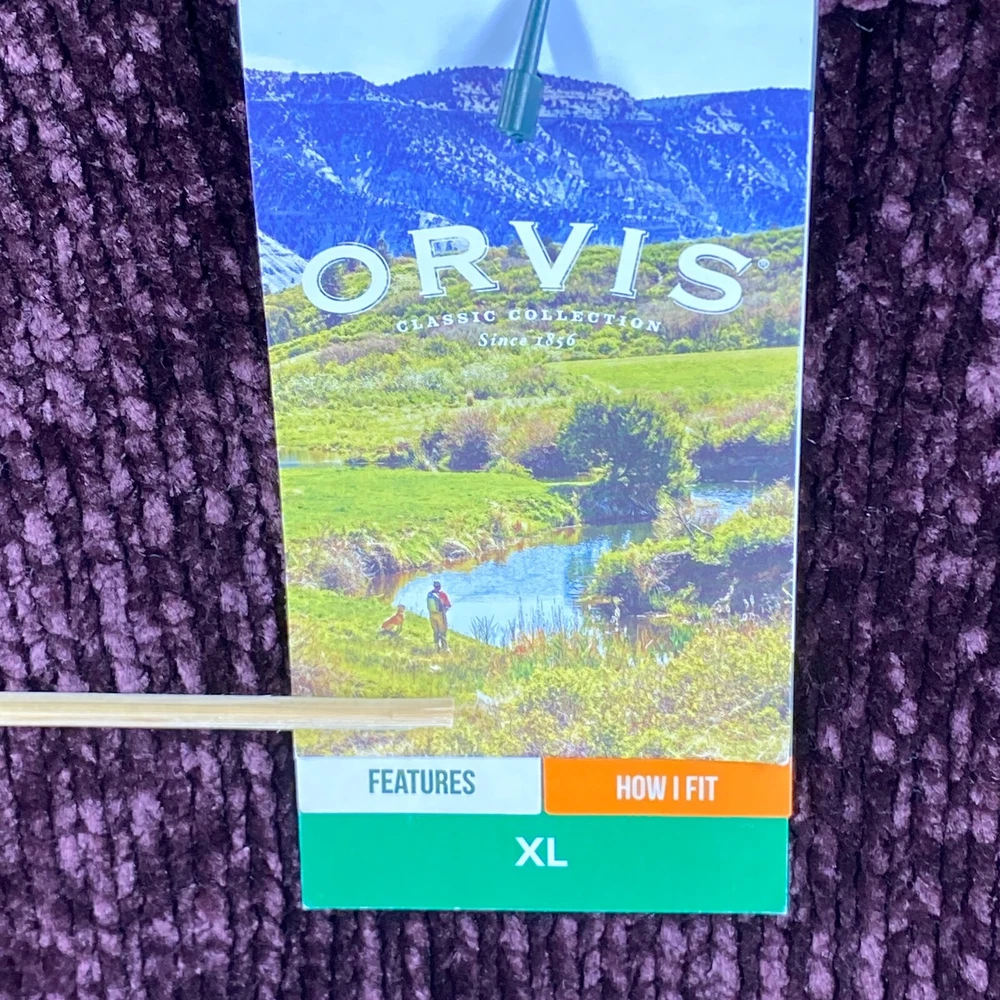 ORVIS®
CLASSIC COLLECTION
Since 1856
FEATURES
HOW I FIT
XL